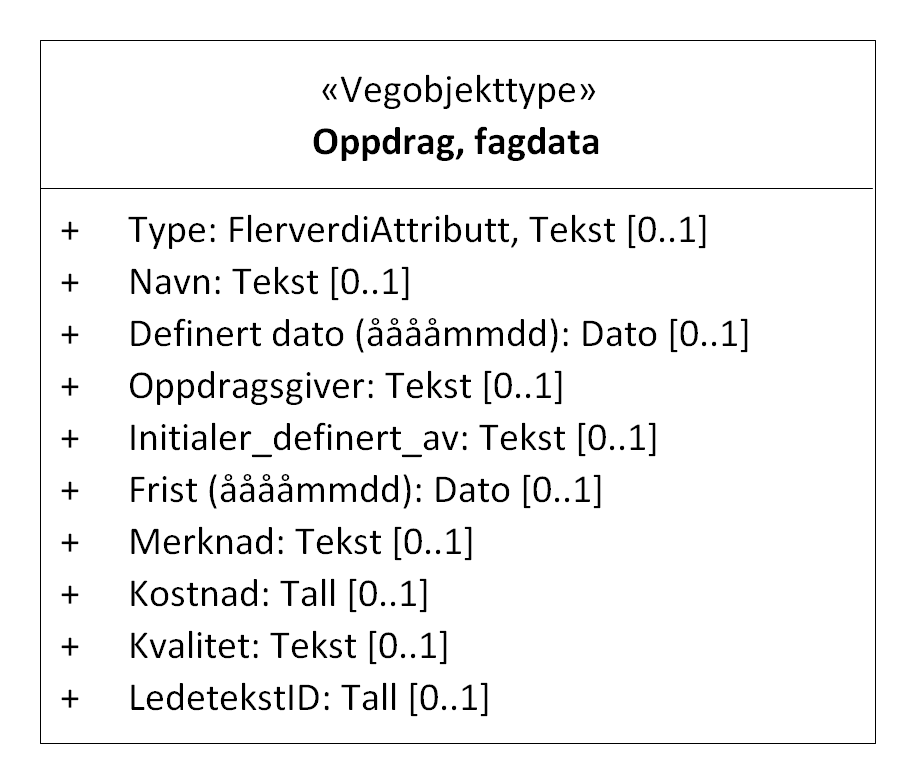 «Vegobjekttype»
Oppdrag, fagdata
+ Type: FlerverdiAttributt, Tekst [0..1]
+ Navn: Tekst [0..1]
+ Definert dato (ååååmmdd): Dato [0..1]
+ Oppdragsgiver: Tekst [0..1]
+ Initialer_definert_av: Tekst [0..1]
+ Frist (ååååmmdd): Dato [0..1]
+ Merknad: Tekst [0..1]
+ Kostnad: Tall [0..1]
+ Kvalitet: Tekst [0..1]
+ LedetekstID: Tall [0..1]